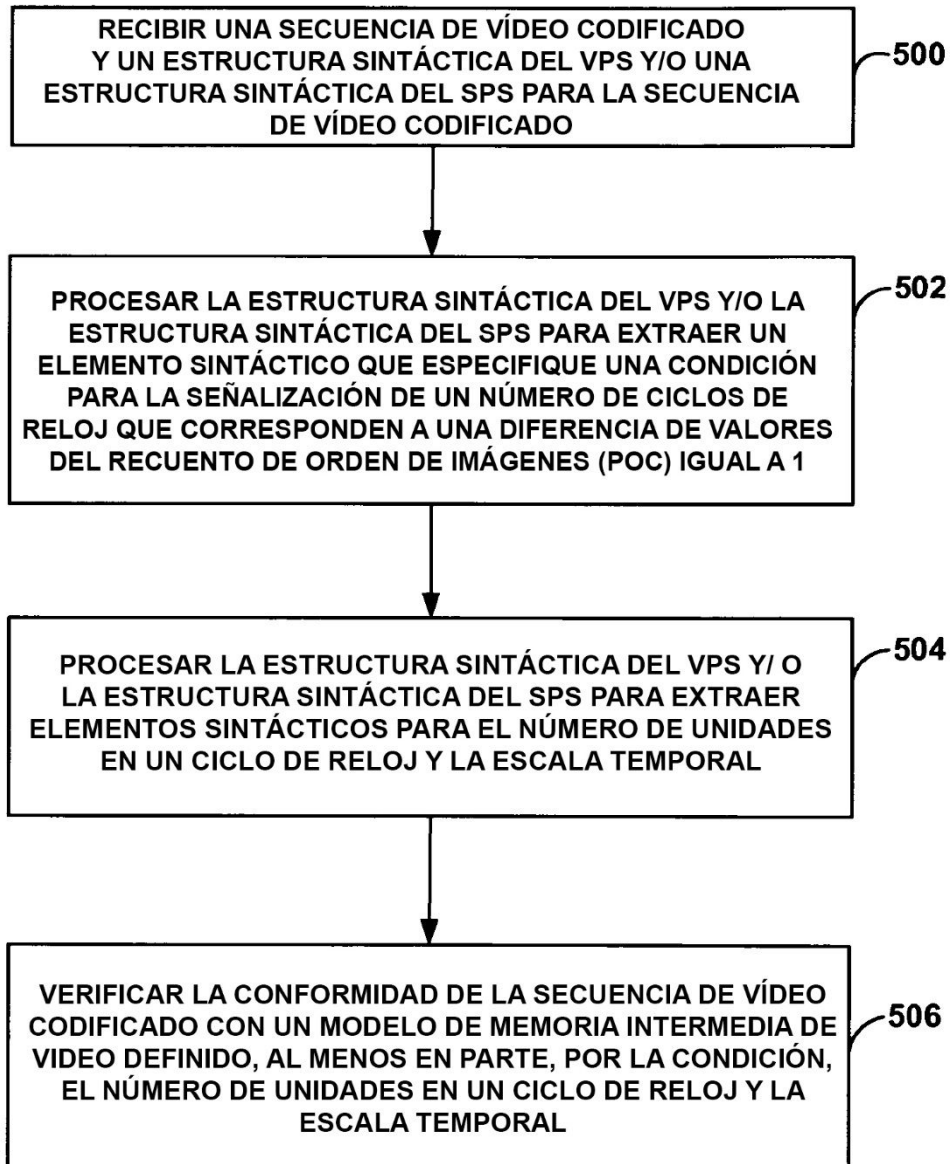 RECIBIR UNA SECUENCIA DE VÍDEO CODIFICADO
Y UN ESTRUCTURA SINTÁCTICA DEL VPS Y/O UNA
ESTRUCTURA SINTÁCTICA DEL SPS PARA LA SECUENCIA
DE VÍDEO CODIFICADO
500
PROCESAR LA ESTRUCTURA SINTÁCTICA DEL VPS Y/O LA
ESTRUCTURA SINTÁCTICA DEL SPS PARA EXTRAER UN
ELEMENTO SINTÁCTICO QUE ESPECIFIQUE UNA CONDICIÓN
PARA LA SEÑALIZACIÓN DE UN NÚMERO DE CICLOS DE
RELOJ QUE CORRESPONDEN A UNA DIFERENCIA DE VALORES
DEL RECUENTO DE ORDEN DE IMÁGENES (POC) IGUAL A 1
502
PROCESAR LA ESTRUCTURA SINTÁCTICA DEL VPS Y/ O
LA ESTRUCTURA SINTÁCTICA DEL SPS PARA EXTRAER
ELEMENTOS SINTÁCTICOS PARA EL NÚMERO DE UNIDADES
EN UN CICLO DE RELOJ Y LA ESCALA TEMPORAL
504
VERIFICAR LA CONFORMIDAD DE LA SECUENCIA DE VÍDEO
CODIFICADO CON UN MODELO DE MEMORIA INTERMEDIA DE
VIDEO DEFINIDO, AL MENOS EN PARTE, POR LA CONDICIÓN,
EL NÚMERO DE UNIDADES EN UN CICLO DE RELOJ Y LA
ESCALA TEMPORAL
506